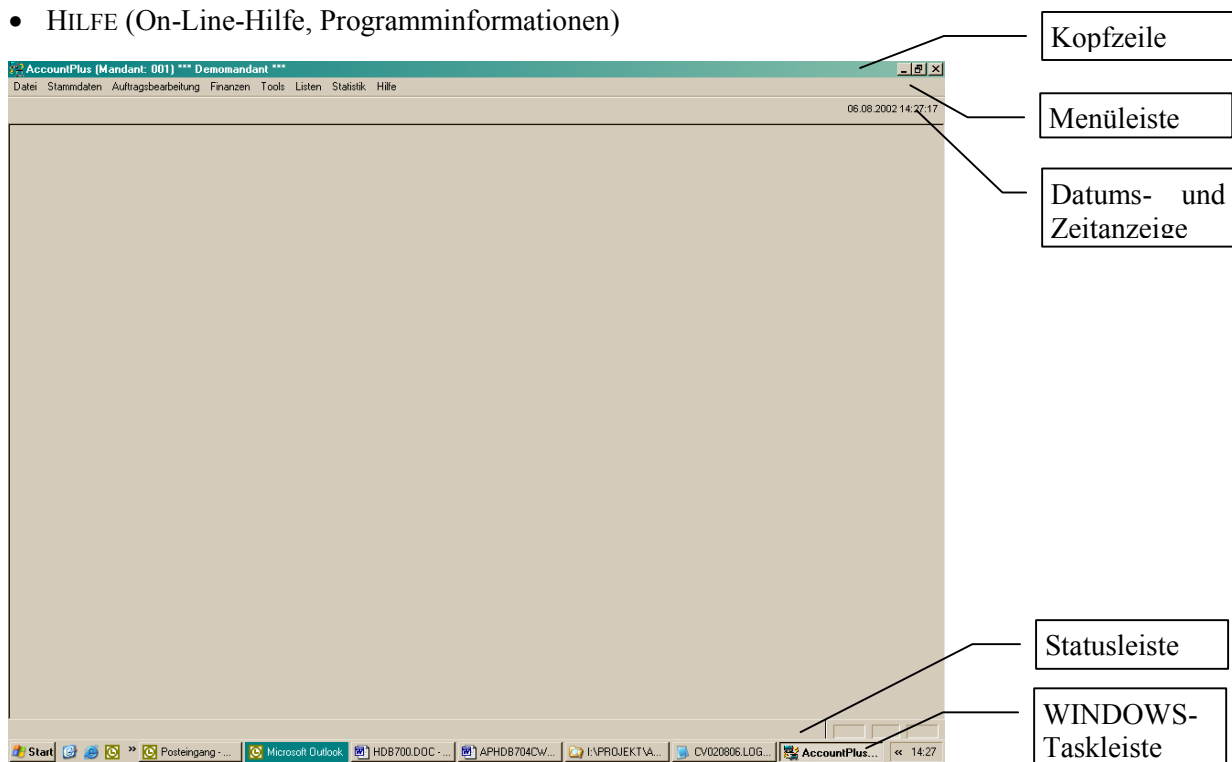 • HILFE (On-Line-Hilfe, Programminformationen)
Kopfzeile
AccountPlus (Mandant: 001) *** Demomandant ***
Datei Stammdaten Auftragsbearbeitung Finanzen Tools Listen Statistik Hilfe
06.08.2002 14:27:17
Menüleiste
Datums- und
Zeitanzeige
Statusleiste
WINDOWS-
Taskleiste
Start » Posteingang - ... Microsoft Outlook HDB700.DOC - ... APHDB704CW... I:\PROJEKT\A... CV020806.LOG... AccountPlus... « 14:27